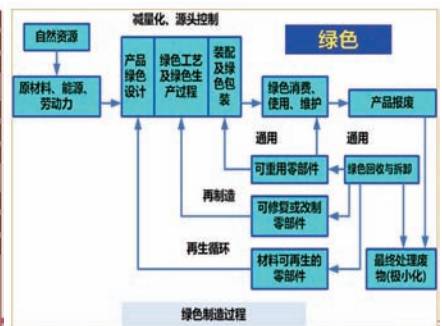 减量化、源头控制
绿色
自然资源
原材料、能源、
劳动力
产品
绿色
设计
绿色工艺
及绿色生
产过程
装配
及绿
色包
装
绿色消费、
使用、维护
产品报废
通用
通用
可重用零部件
绿色回收与拆卸
再制造
可修复或改制
零部件
再生循环
材料可再生的
零部件
最终处理废
物(极小化)
绿色制造过程